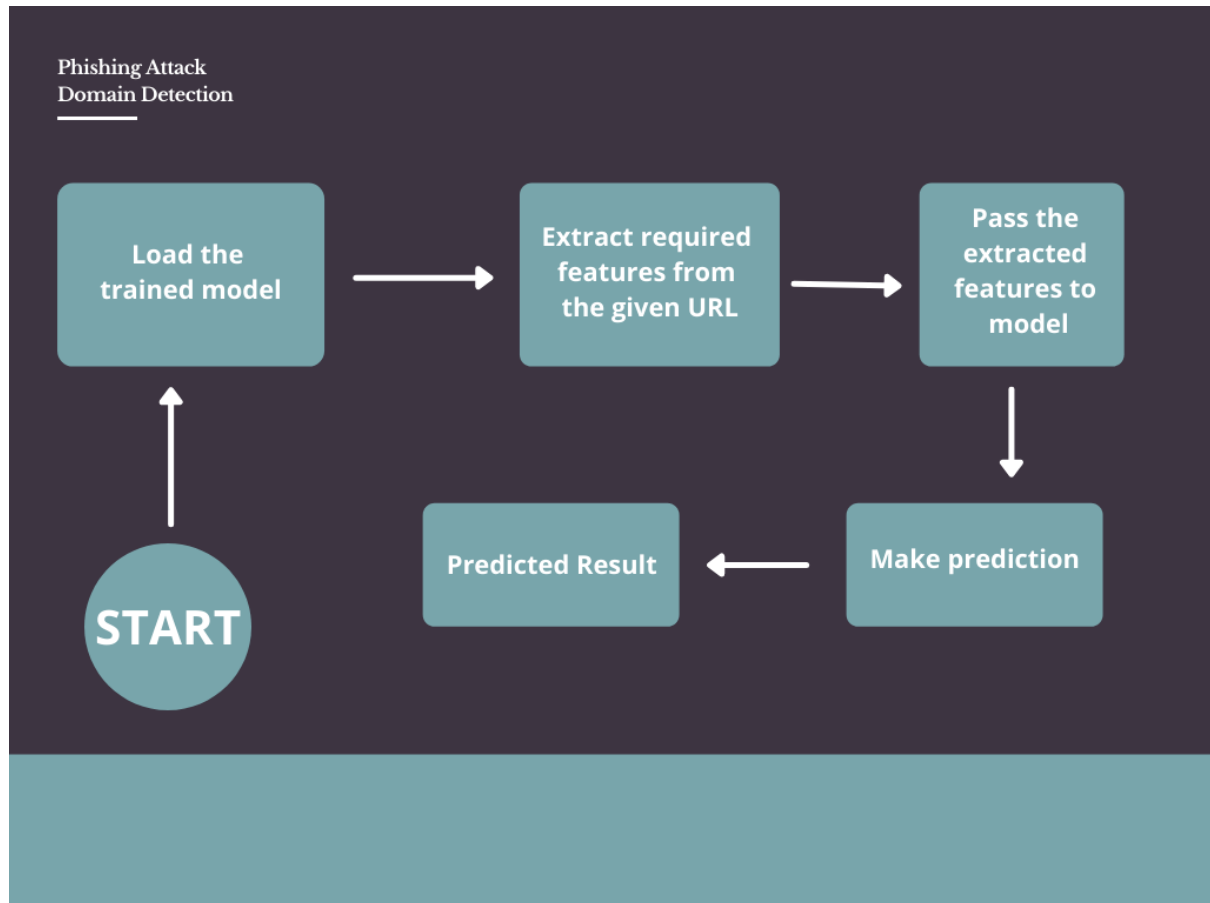 Phishing Attack
Domain Detection
Load the
trained model
Extract required
features from
the given URL
Pass the
extracted
features to
model
START
Predicted Result
Make prediction